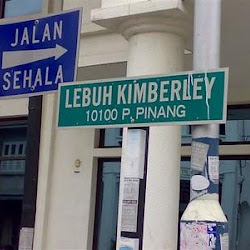 JALAN
SEHALA
LEBUH KIMBERLEY
10100 P. PINANG